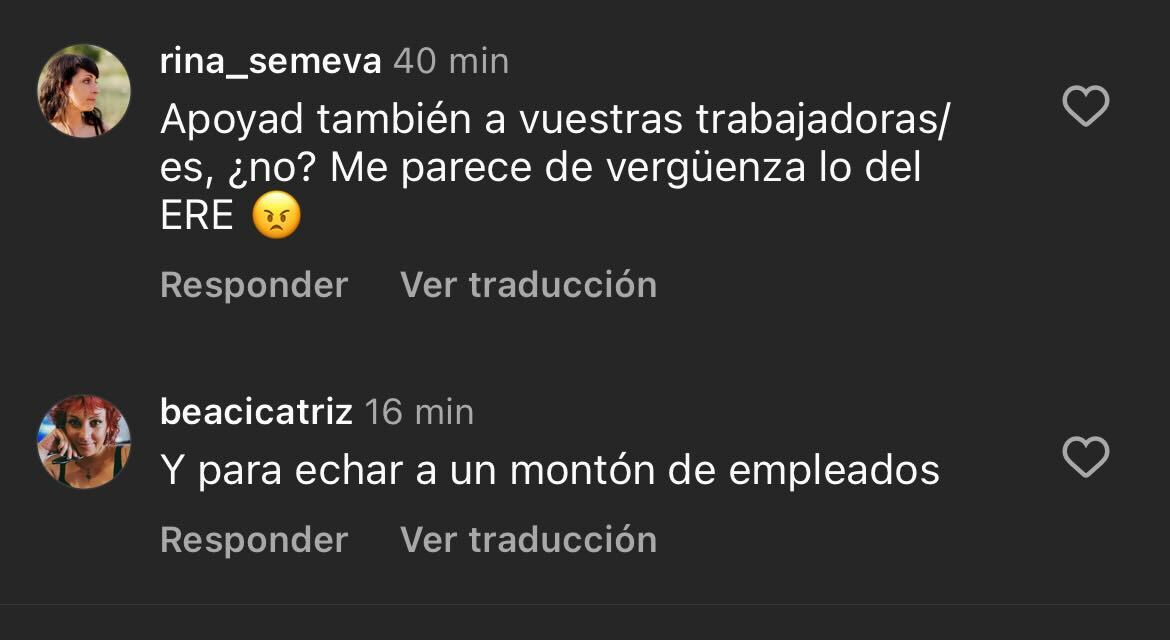 rina_semeva 40 min
Apoyad también a vuestras trabajadoras/
es, ¿no? Me parece de vergüenza lo del
ERE 😠
Responder Ver traducción
beacicatriz 16 min
Y para echar a un montón de empleados
Responder Ver traducción